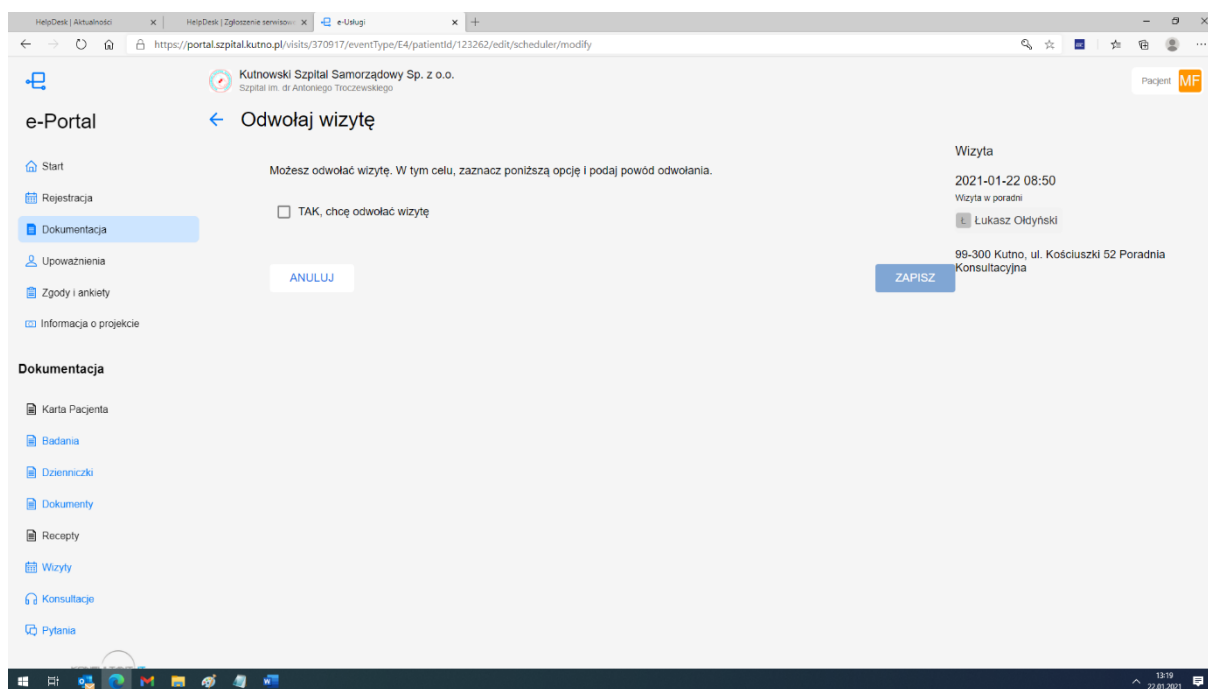 HelpDesk | Aktualności
HelpDesk | Zgłoszenie serwisow
e-Usługi
https://portal.szpital.kutno.pl/visits/370917/eventType/E4/patientId/123262/edit/scheduler/modify
Kutnowski Szpital Samorządowy Sp. z o.o.
Szpital im. dr Antoniego Troczewskiego
Pacjent MF
e-Portal
Odwołaj wizytę
Start
Rejestracja
Dokumentacja
Upoważnienia
Zgody i ankiety
Informacja o projekcie
Możesz odwołać wizytę. W tym celu, zaznacz poniższą opcję i podaj powód odwołania.
TAK, chcę odwołać wizytę
ANULUJ
ZAPISZ
Wizyta
2021-01-22 08:50
Wizyta w poradni
Ł Łukasz Ołdyński
99-300 Kutno, ul. Kościuszki 52 Poradnia
Konsultacyjna
Dokumentacja
Karta Pacjenta
Badania
Dzienniczki
Dokumenty
Recepty
Wizyty
Konsultacje
Pytania
13:19
22.01.2021